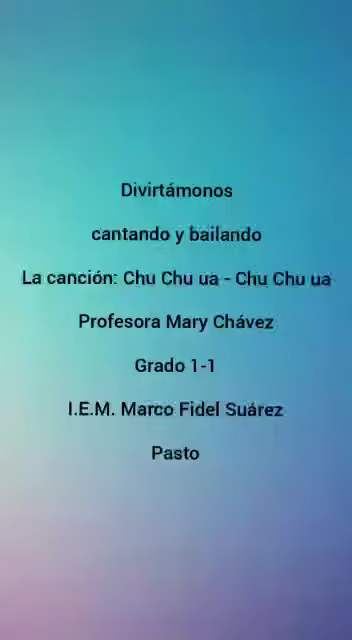 Divirtámonos
cantando y bailando
La canción: Chu Chu ua - Chu Chu ua
Profesora Mary Chávez
Grado 1-1
I.E.M. Marco Fidel Suárez
Pasto